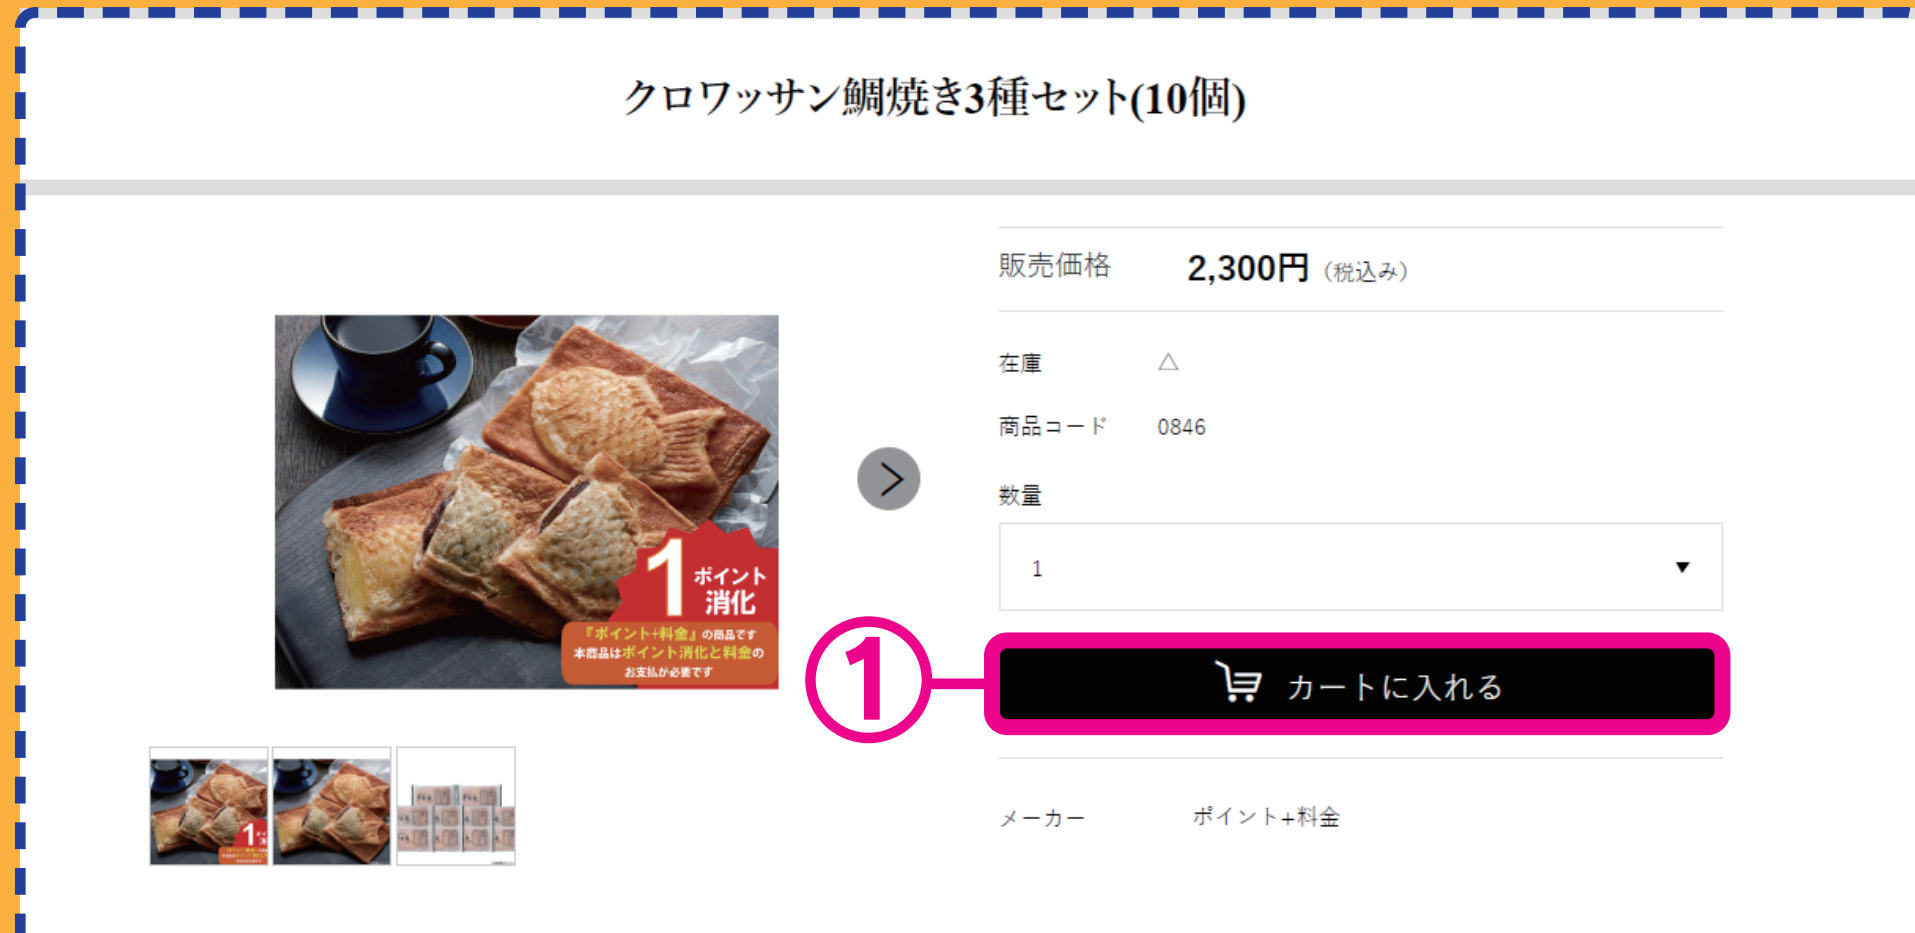 クロワッサン鯛焼き3種セット(10個)
販売価格 2,300円 (税込み)
在庫 △
商品コード 0846
数量
1
1
ポイント
消化
『ポイント+料金』の商品です
本商品はポイント消化と料金の
お支払が必要です
1
カートに入れる
メーカー ポイント+料金